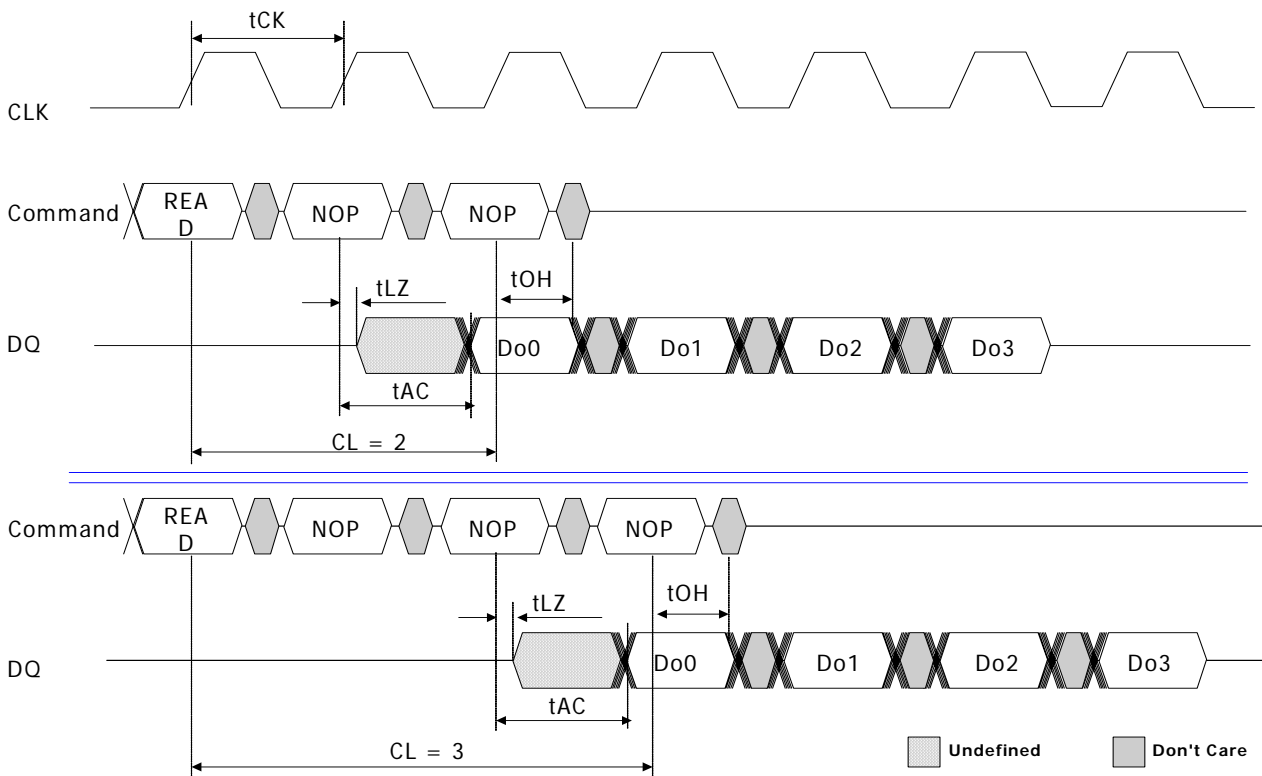 tCK
CLK
Command
REA
D
NOP
NOP
tLZ
tOH
DQ
Do0
Do1
Do2
Do3
tAC
CL = 2
Command
REA
D
NOP
NOP
NOP
tLZ
tOH
DQ
Do0
Do1
Do2
Do3
tAC
CL = 3
Undefined
Don't Care